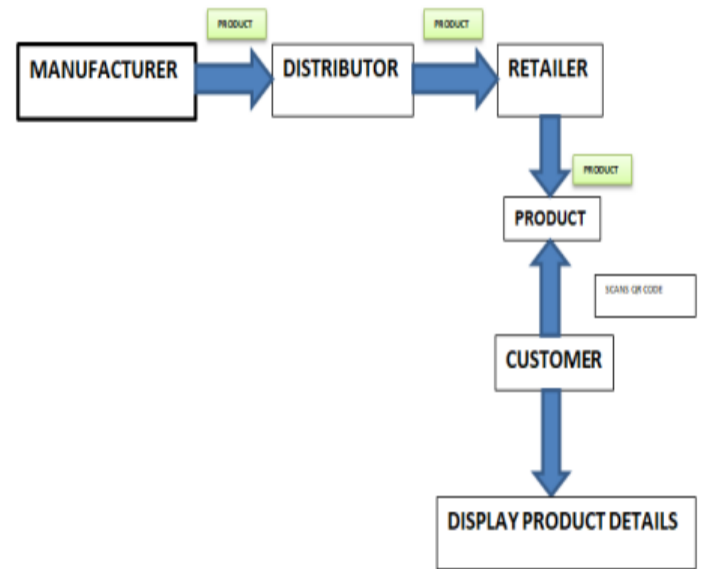 PRODUCT
PRODUCT
MANUFACTURER
DISTRIBUTOR
RETAILER
PRODUCT
PRODUCT
SCANS QR CODE
CUSTOMER
DISPLAY PRODUCT DETAILS